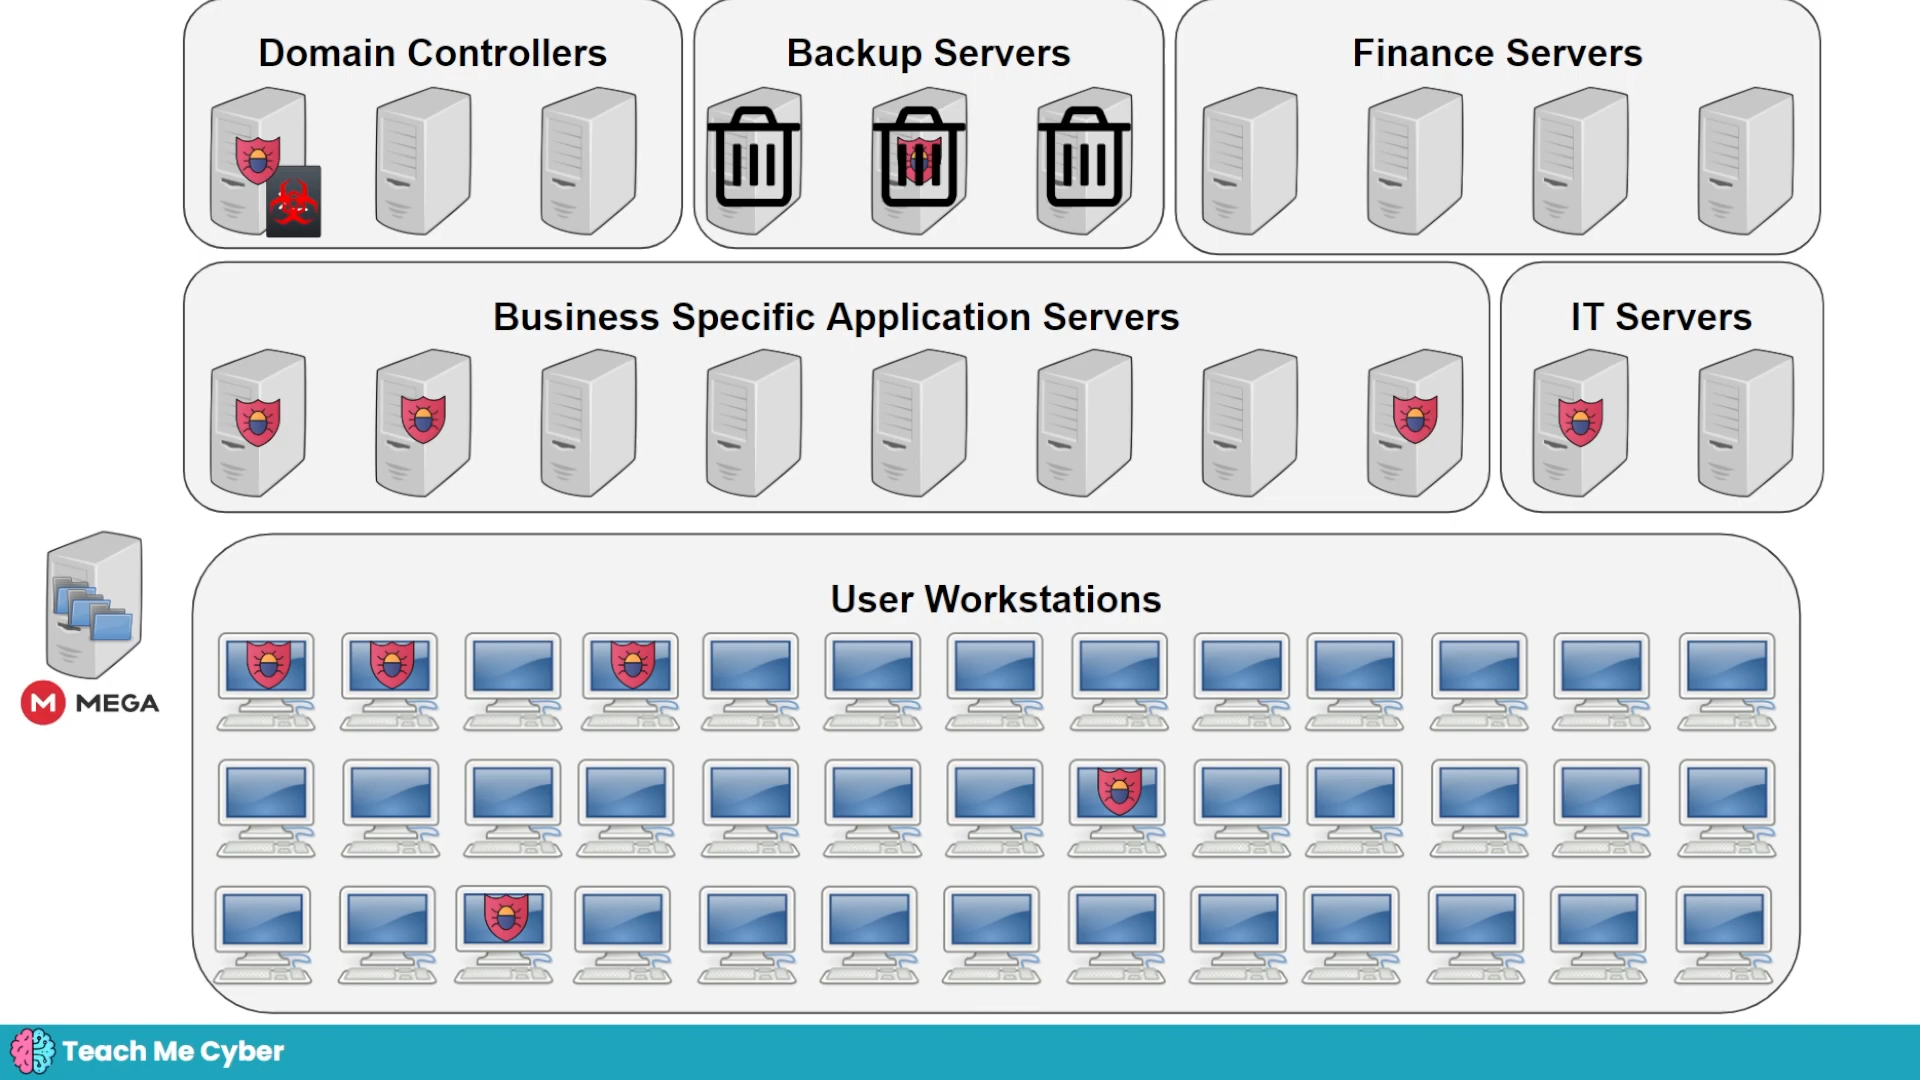 Domain Controllers
Backup Servers
Finance Servers
Business Specific Application Servers
IT Servers
User Workstations
M MEGA
Teach Me Cyber